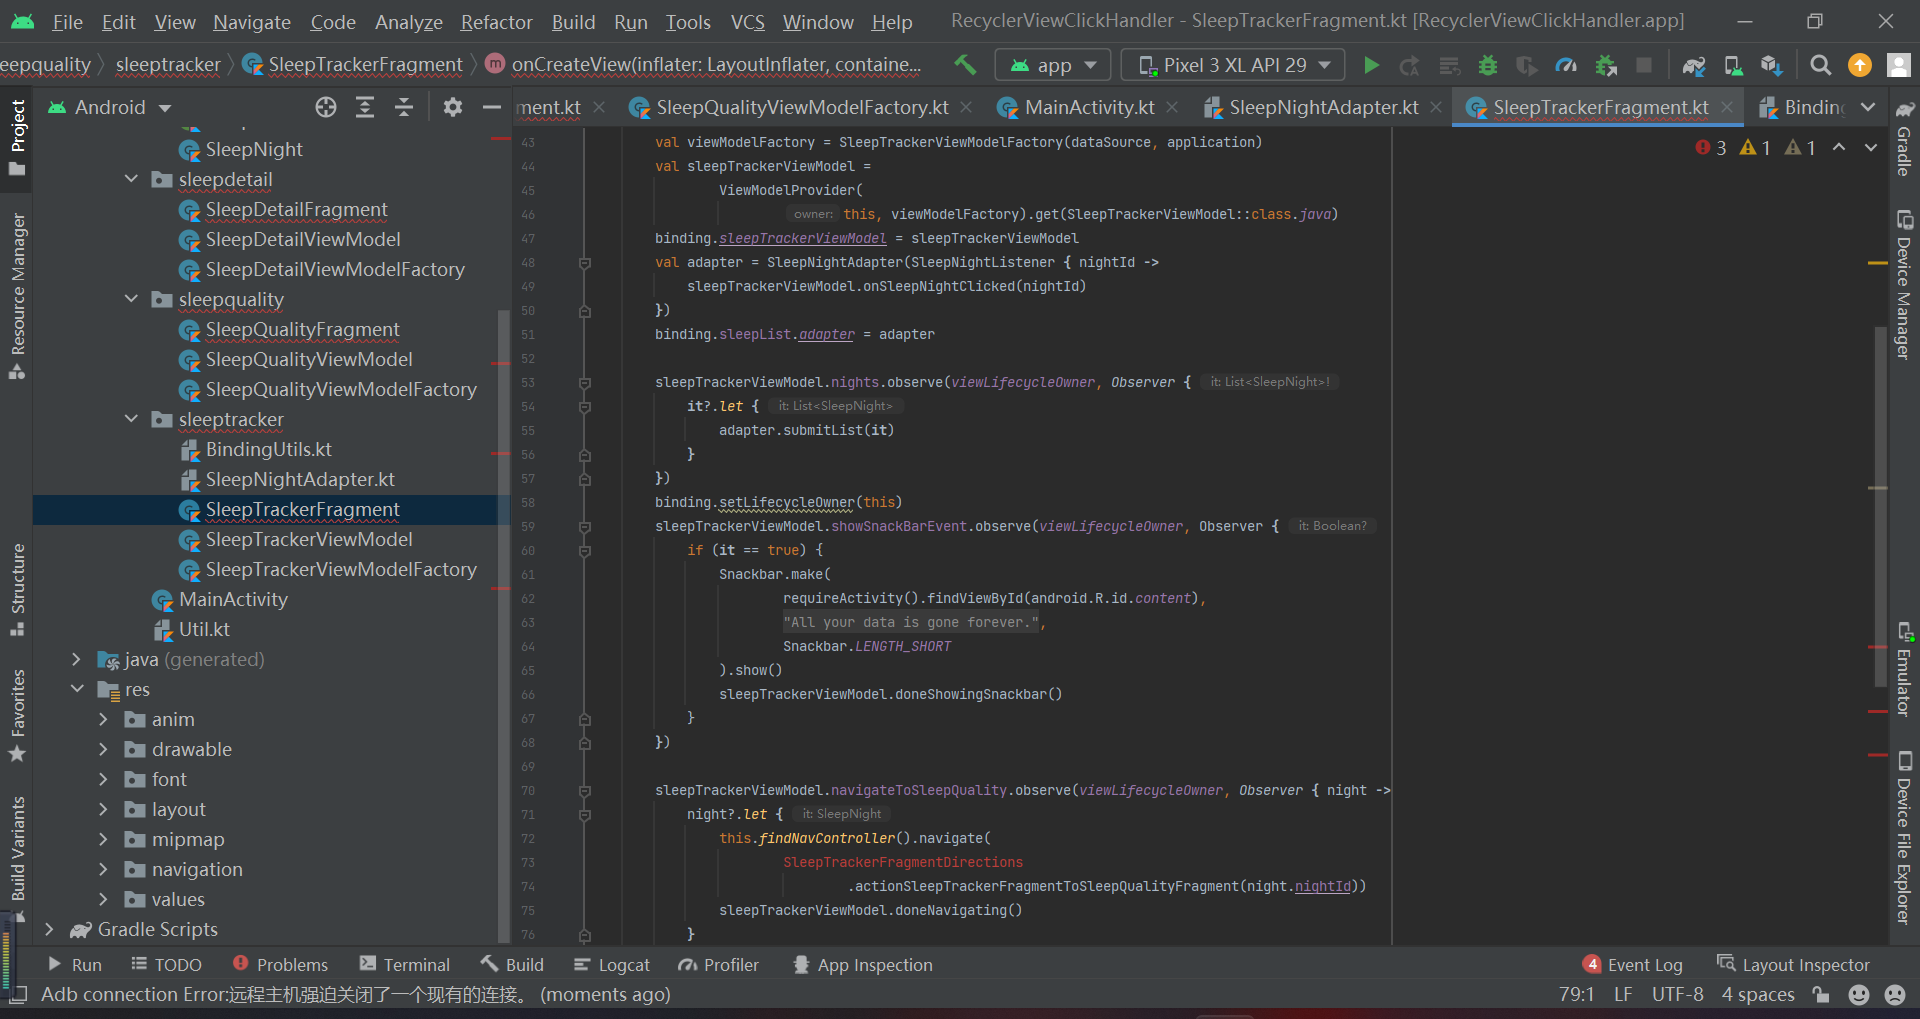 File Edit View Navigate Code Analyze Refactor Build Run Tools VCS Window Help RecyclerViewClickHandler - SleepTrackerFragment.kt [RecyclerViewClickHandler.app]
eepquality sleeptracker SleepTrackerFragment m onCreateView(inflater: LayoutInflater, containe... app Pixel 3 XL API 29
Android
ment.kt SleepQualityViewModelFactory.kt MainActivity.kt SleepNightAdapter.kt SleepTrackerFragment.kt Binding
Project
Resource Manager
Structure
Favorites
Build Variants
SleepNight
sleepdetail
SleepDetailFragment
SleepDetailViewModel
SleepDetailViewModelFactory
sleepquality
SleepQualityFragment
SleepQualityViewModel
SleepQualityViewModelFactory
sleeptracker
BindingUtils.kt
SleepNightAdapter.kt
SleepTrackerFragment
SleepTrackerViewModel
SleepTrackerViewModelFactory
MainActivity
Util.kt
java (generated)
res
anim
drawable
font
layout
mipmap
navigation
values
Gradle Scripts
3 1 1
43 val viewModelFactory = SleepTrackerViewModelFactory(dataSource, application)
44 val sleepTrackerViewModel =
45 ViewModelProvider(
46 owner: this, viewModelFactory).get(SleepTrackerViewModel::class.java)
47 binding.sleepTrackerViewModel = sleepTrackerViewModel
48 val adapter = SleepNightAdapter(SleepNightListener { nightId ->
49 sleepTrackerViewModel.onSleepNightClicked(nightId)
50 })
51 binding.sleepList.adapter = adapter
52
53 sleepTrackerViewModel.nights.observe(viewLifecycleOwner, Observer { it: List<SleepNight>!
54 it?.let { it: List<SleepNight>
55 adapter.submitList(it)
56 }
57 })
58 binding.setLifecycleOwner(this)
59 sleepTrackerViewModel.showSnackBarEvent.observe(viewLifecycleOwner, Observer { it: Boolean?
60 if (it == true) {
61 Snackbar.make(
62 requireActivity().findViewById(android.R.id.content),
63 "All your data is gone forever.",
64 Snackbar.LENGTH_SHORT
65 ).show()
66 sleepTrackerViewModel.doneShowingSnackbar()
67 }
68 })
69
70 sleepTrackerViewModel.navigateToSleepQuality.observe(viewLifecycleOwner, Observer { night ->
71 night?.let { it: SleepNight
72 this.findNavController().navigate(
73 SleepTrackerFragmentDirections
74 .actionSleepTrackerFragmentToSleepQualityFragment(night.nightId))
75 sleepTrackerViewModel.doneNavigating()
76 }
Gradle
Device Manager
Emulator
Device File Explorer
Run TODO Problems Terminal Build Logcat Profiler App Inspection 4 Event Log Layout Inspector
Adb connection Error:远程主机强迫关闭了一个现有的连接。 (moments ago) 79:1 LF UTF-8 4 spaces